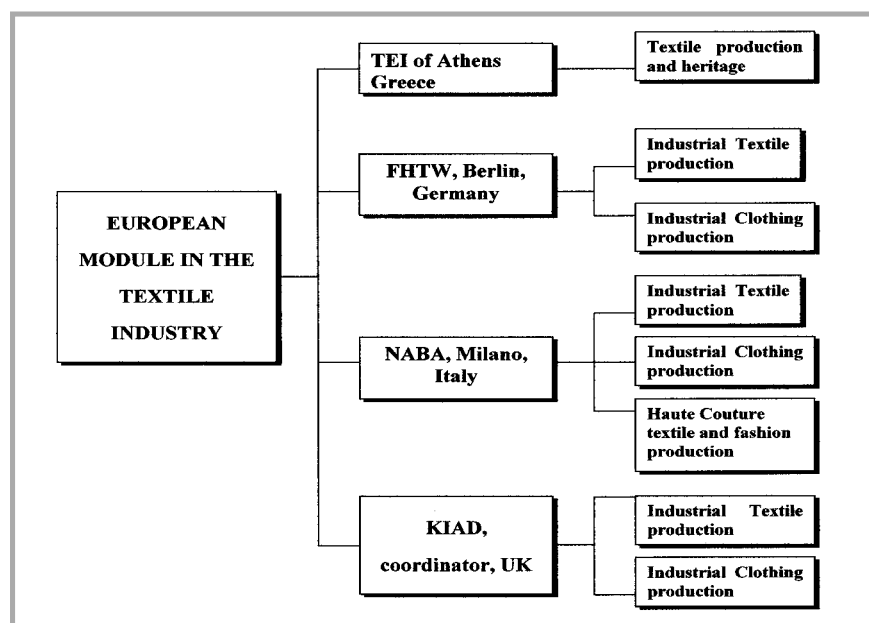 EUROPEAN
MODULE IN THE
TEXTILE
INDUSTRY
TEI of Athens
Greece
Textile production
and heritage
FHTW, Berlin,
Germany
Industrial Textile
production
Industrial Clothing
production
NABA, Milano,
Italy
Industrial Textile
production
Industrial Clothing
production
Haute Couture
textile and fashion
production
KIAD,
coordinator, UK
Industrial Textile
production
Industrial Clothing
production